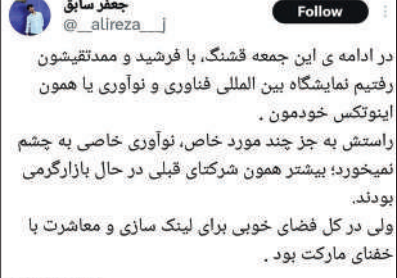 جعفر سابق
Follow
@__alireza___j
در ادامه ی این جمعه قشنگ، با فرشید و ممدتقیشون
رفتیم نمایشگاه بین المللی فناوری و نوآوری یا همون
اینوتکس خودمون .
راستش به جز چند مورد خاص، نوآوری خاصی به چشم
نمیخورد؛ بیشتر همون شرکتای قبلی در حال بازارگرمی
بودند.
ولی در کل فضای خوبی برای لینک سازی و معاشرت با
خفنای مارکت بود .